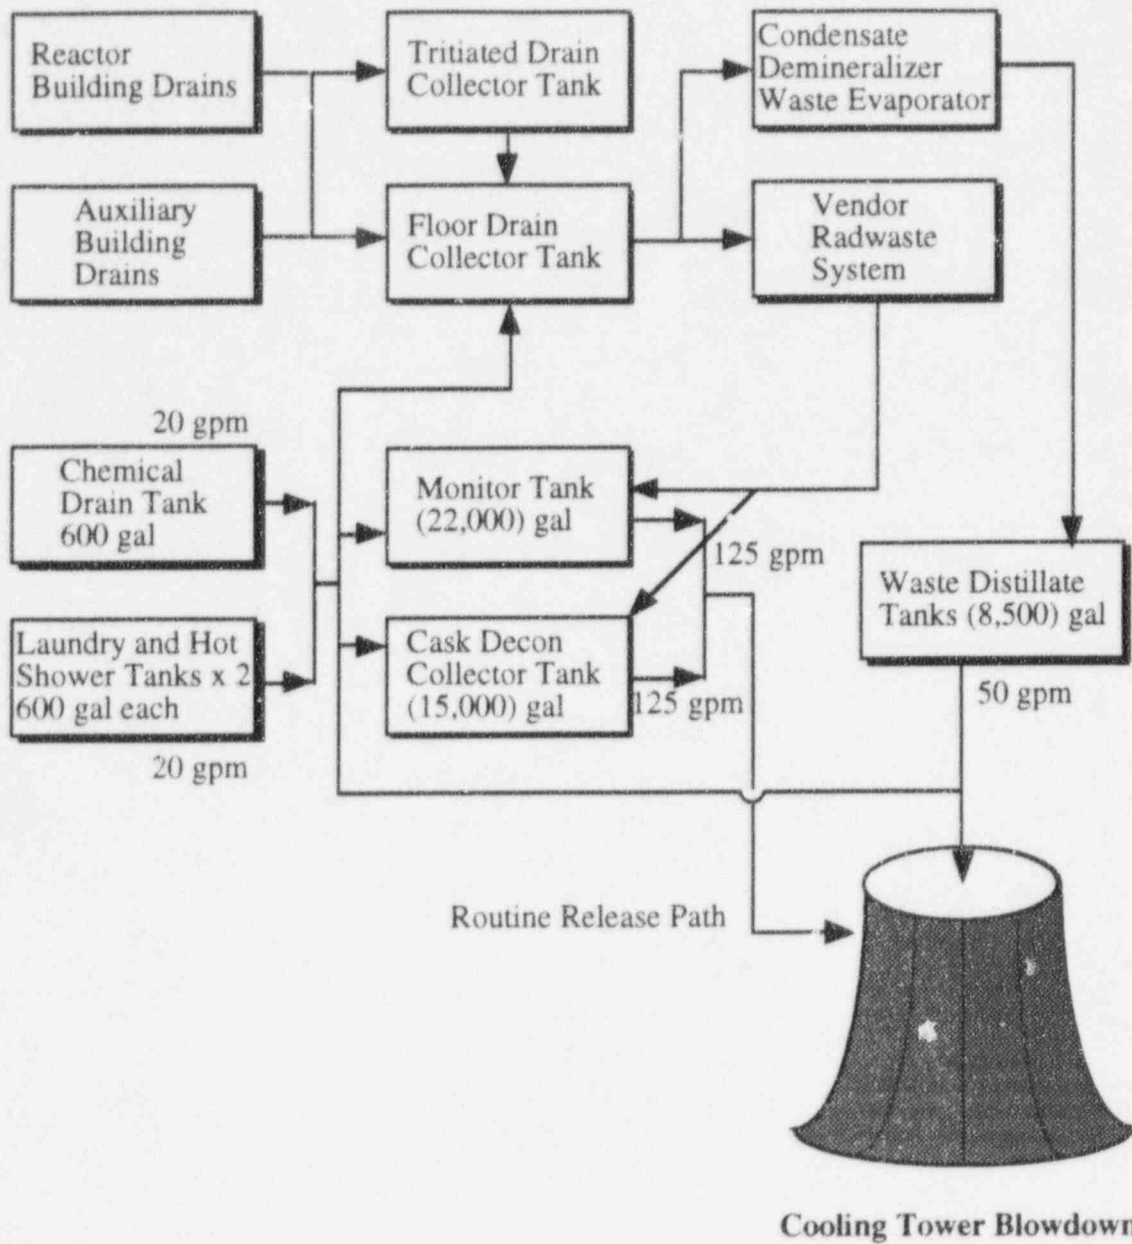 Reactor
Building Drains
Tritiated Drain
Collector Tank
Condensate
Demineralizer
Waste Evaporator
Auxiliary
Building
Drains
Floor Drain
Collector Tank
Vendor
Radwaste
System
20 gpm
Chemical
Drain Tank
600 gal
Monitor Tank
(22,000) gal
125 gpm
Waste Distillate
Tanks (8,500) gal
Laundry and Hot
Shower Tanks x 2
600 gal each
Cask Decon
Collector Tank
(15,000) gal
125 gpm
50 gpm
20 gpm
Routine Release Path
Cooling Tower Blowdown